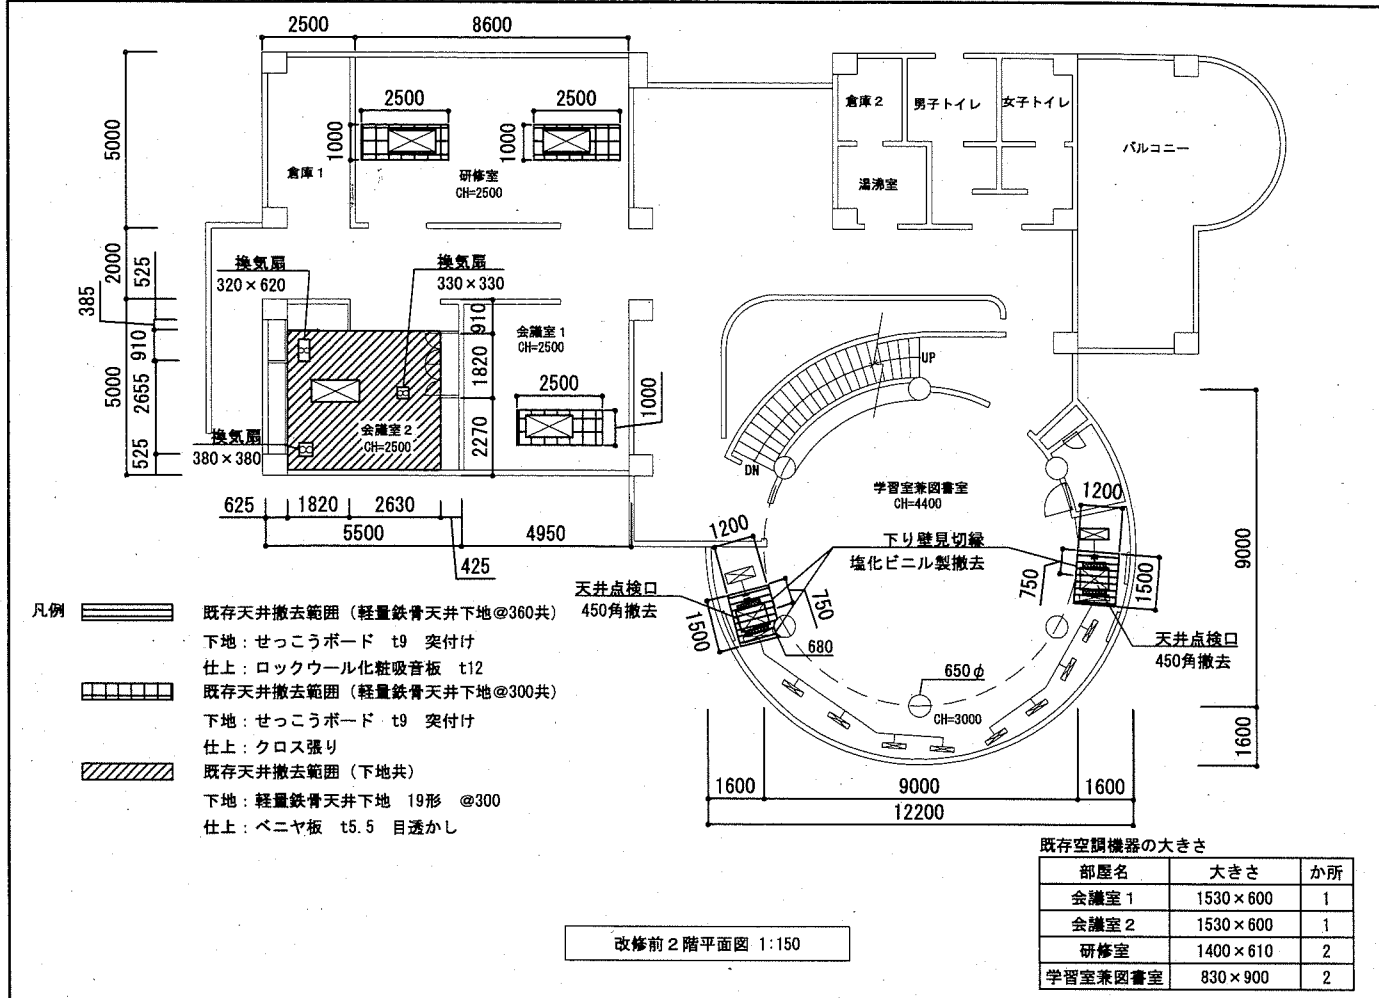 2500
8600
5000
2500
2500
1000
1000
倉庫1
研修室
CH=2500
倉庫2
男子トイレ
女子トイレ
湯沸室
バルコニー
2000
525
385
910
5000
2655
525
換気扇
320×620
換気扇
330×330
910
1820
2270
会議室1
CH=2500
2500
1000
会議室2
CH=2500
換気扇
380×380
625
1820
2630
5500
4950
425
UP
DN
学習室兼図書室
CH=4400
1200
1200
下り壁見切縁
塩化ビニル製撤去
天井点検口
450角撤去
1500
750
680
750
1500
天井点検口
450角撤去
650φ
CH=3000
9000
1600
1600
9000
1600
12200
凡例
既存天井撤去範囲(軽量鉄骨天井下地@360共)
下地:せっこうボード t9 突付け
仕上:ロックウール化粧吸音板 t12
既存天井撤去範囲(軽量鉄骨天井下地@300共)
下地:せっこうボード t9 突付け
仕上:クロス張り
既存天井撤去範囲(下地共)
下地:軽量鉄骨天井下地 19形 @300
仕上:ベニヤ板 t5.5 目透かし
既存空調機器の大きさ
部屋名 大きさ か所
会議室1 1530×600 1
会議室2 1530×600 1
研修室 1400×610 2
学習室兼図書室 830×900 2
改修前2階平面図 1:150